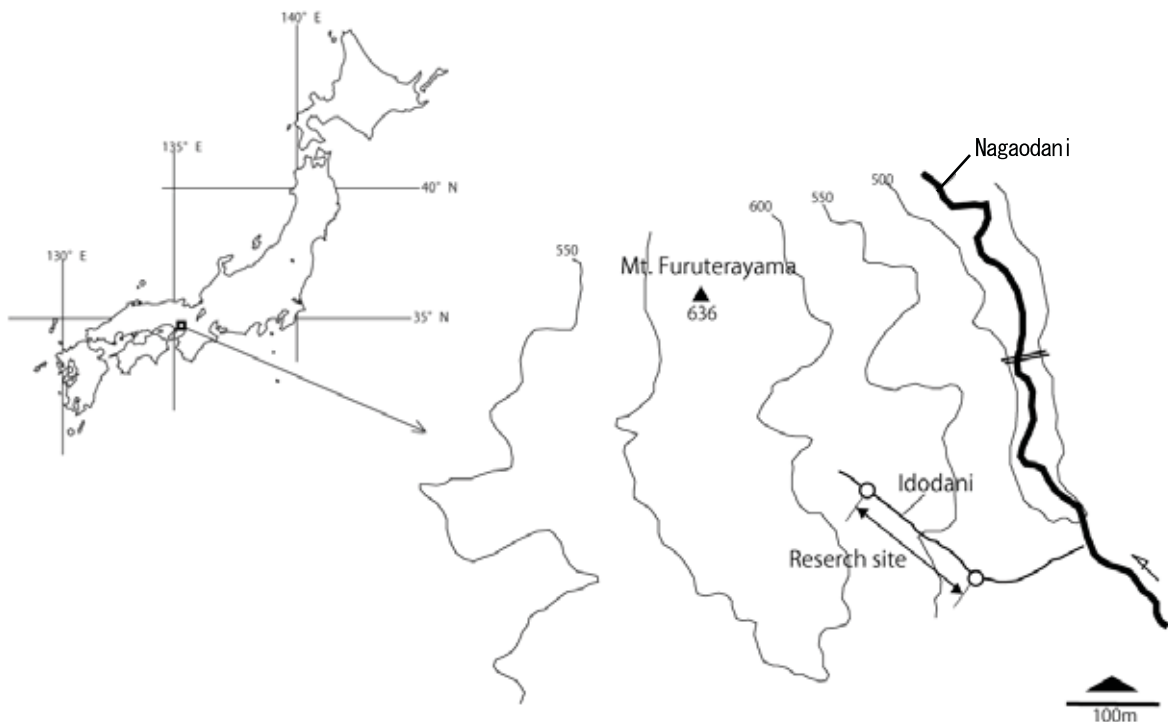 140° E
135° E
40° N
130° E
35° N
Nagaodani
500
550
600
550
Mt. Furuterayama
636
Idodani
Reserch site
100m